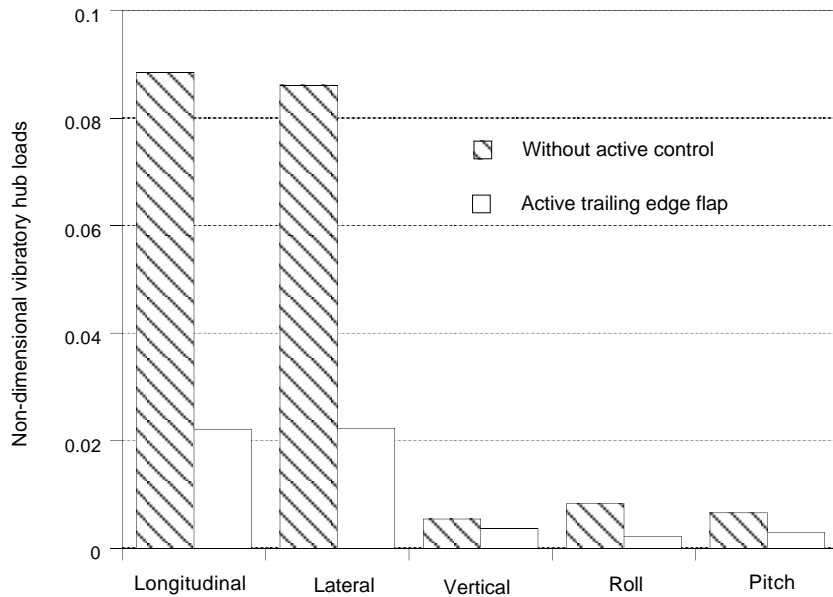 0.1
0.08
0.06
0.04
0.02
0
Non-dimensional vibratory hub loads
Without active control
Active trailing edge flap
Longitudinal
Lateral
Vertical
Roll
Pitch